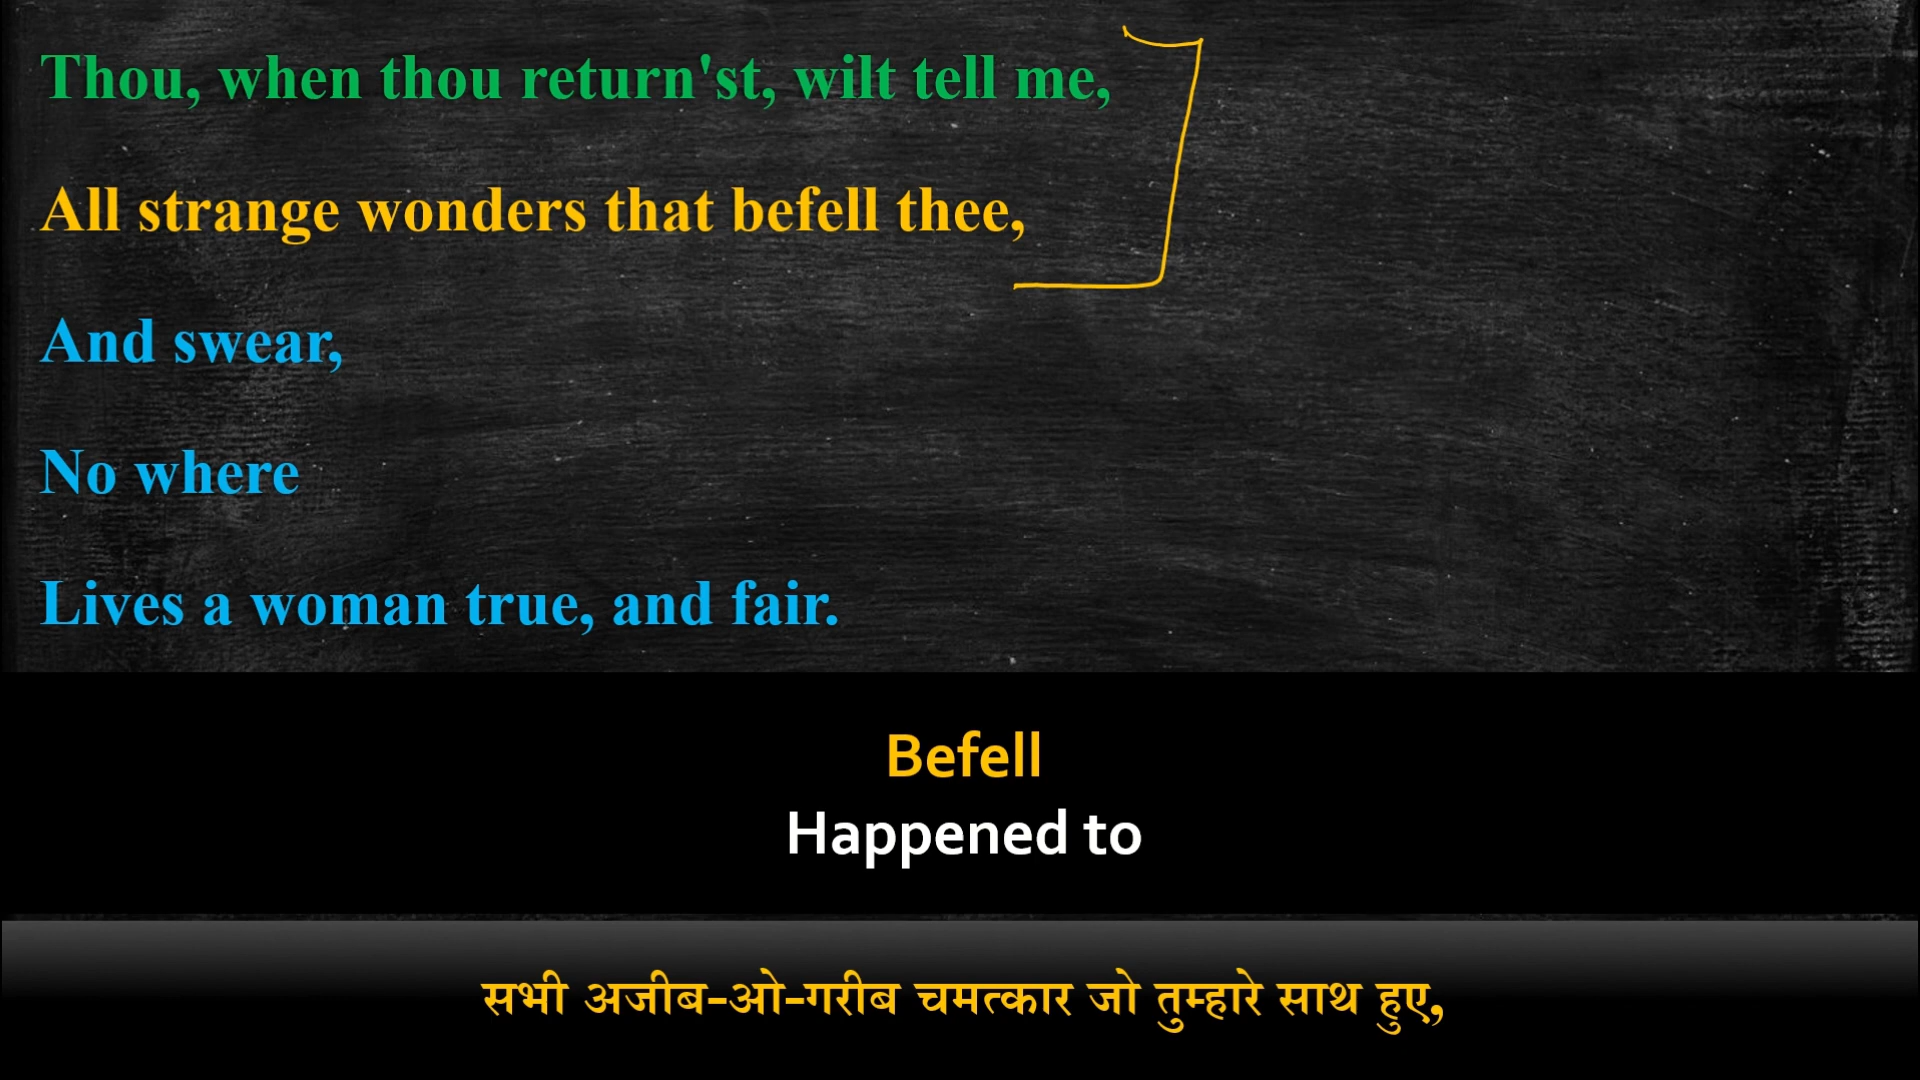 Thou, when thou return'st, wilt tell me,
All strange wonders that befell thee,
And swear,
No where
Lives a woman true, and fair.
Befell
Happened to
सभी अजीब-ओ-गरीब चमत्कार जो तुम्हारे साथ हुए,